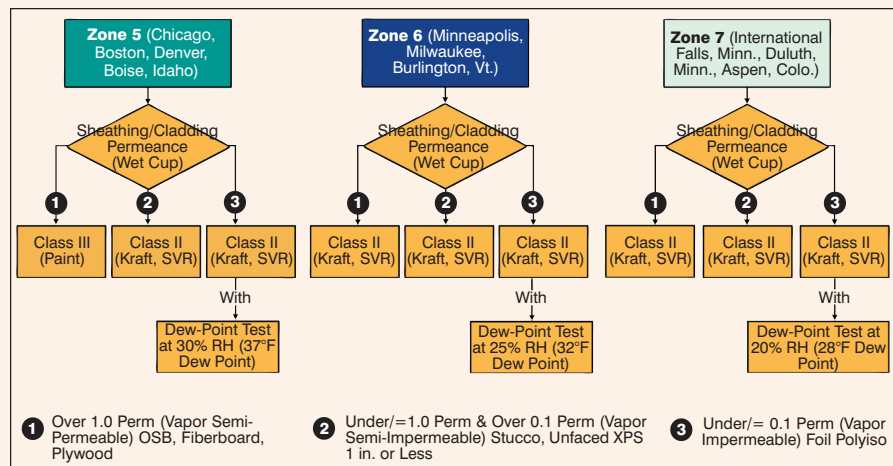 Zone 5 (Chicago,
Boston, Denver,
Boise, Idaho)
Zone 6 (Minneapolis,
Milwaukee,
Burlington, Vt.)
Zone 7 (International
Falls, Minn., Duluth,
Minn., Aspen, Colo.)
Sheathing/Cladding
Permeance
(Wet Cup)
Sheathing/Cladding
Permeance
(Wet Cup)
Sheathing/Cladding
Permeance
(Wet Cup)
1
2
3
1
2
3
1
2
3
Class III
(Paint)
Class II
(Kraft, SVR)
Class II
(Kraft, SVR)
Class II
(Kraft, SVR)
Class II
(Kraft, SVR)
Class II
(Kraft, SVR)
Class II
(Kraft, SVR)
Class II
(Kraft, SVR)
Class II
(Kraft, SVR)
With
With
With
Dew-Point Test
at 30% RH (37°F
Dew Point)
Dew-Point Test
at 25% RH (32°F
Dew Point)
Dew-Point Test at
20% RH (28°F Dew
Point)
1 Over 1.0 Perm (Vapor Semi-
Permeable) OSB, Fiberboard,
Plywood
2 Under/=1.0 Perm & Over 0.1 Perm (Vapor
Semi-Impermeable) Stucco, Unfaced XPS
1 in. or Less
3 Under/= 0.1 Perm (Vapor
Impermeable) Foil Polyiso